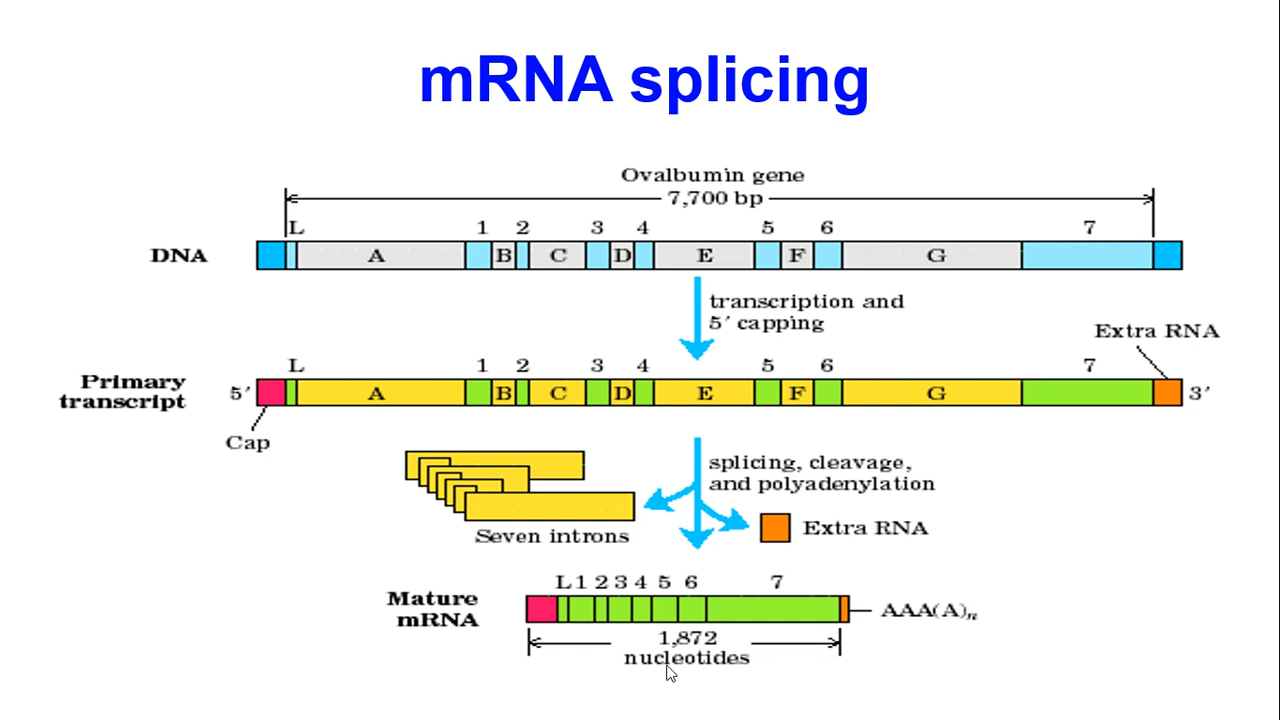 mRNA splicing
Ovalbumin gene
7,700 bp
L 1 2 3 4 5 6 7
DNA
A B C D E F G
transcription and
5′ capping
Extra RNA
L 1 2 3 4 5 6 7
Primary
transcript
5′ A B C D E F G 3′
Cap
splicing, cleavage,
and polyadenylation
Seven introns
Extra RNA
L 1 2 3 4 5 6 7
Mature
mRNA
AAA(A)n
1,872
nucleotides